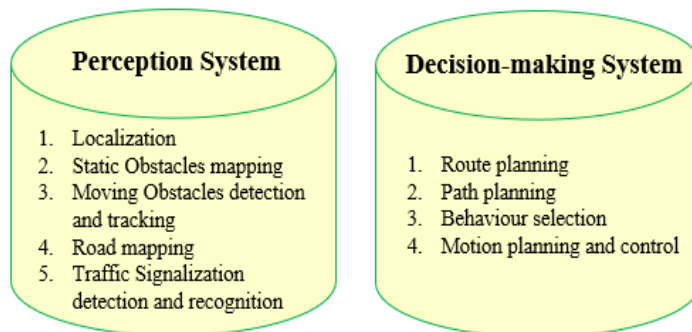 Perception System
1. Localization
2. Static Obstacles mapping
3. Moving Obstacles detection
and tracking
4. Road mapping
5. Traffic Signalization
detection and recognition
Decision-making System
1. Route planning
2. Path planning
3. Behaviour selection
4. Motion planning and control